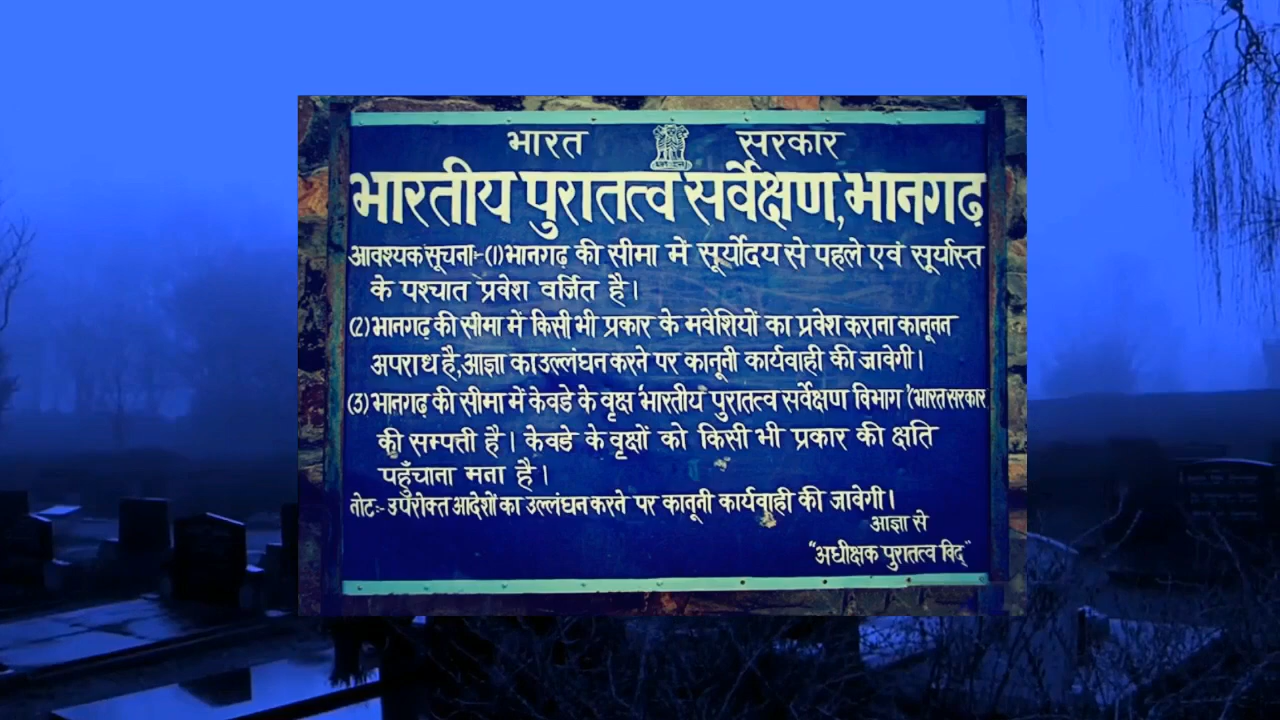 भारत सरकार
भारतीय पुरातत्व सर्वेक्षण, भानगढ़
आवश्यक सूचनाः- (1) भानगढ़ की सीमा में सूर्योदय से पहले एवं सूर्यास्त
के पश्चात प्रवेश वर्जित है।
(2) भानगढ़ की सीमा में किसी भी प्रकार के मवेशियों का प्रवेश कराना कानूनन
अपराध है, आज्ञा का उल्लंघन करने पर कानूनी कार्यवाही की जावेगी।
(3) भानगढ़ की सीमा में केवडे के वृक्ष 'भारतीय पुरातत्व सर्वेक्षण विभाग' (भारत सरकार
की सम्पत्ती है। केवडे के वृक्षों को किसी भी प्रकार की क्षति
पहुँचाना मना है।
नोटः- उपरोक्त आदेशों का उल्लंघन करने पर कानूनी कार्यवाही की जावेगी।
आज्ञा से
"अधीक्षक पुरातत्व विद्"